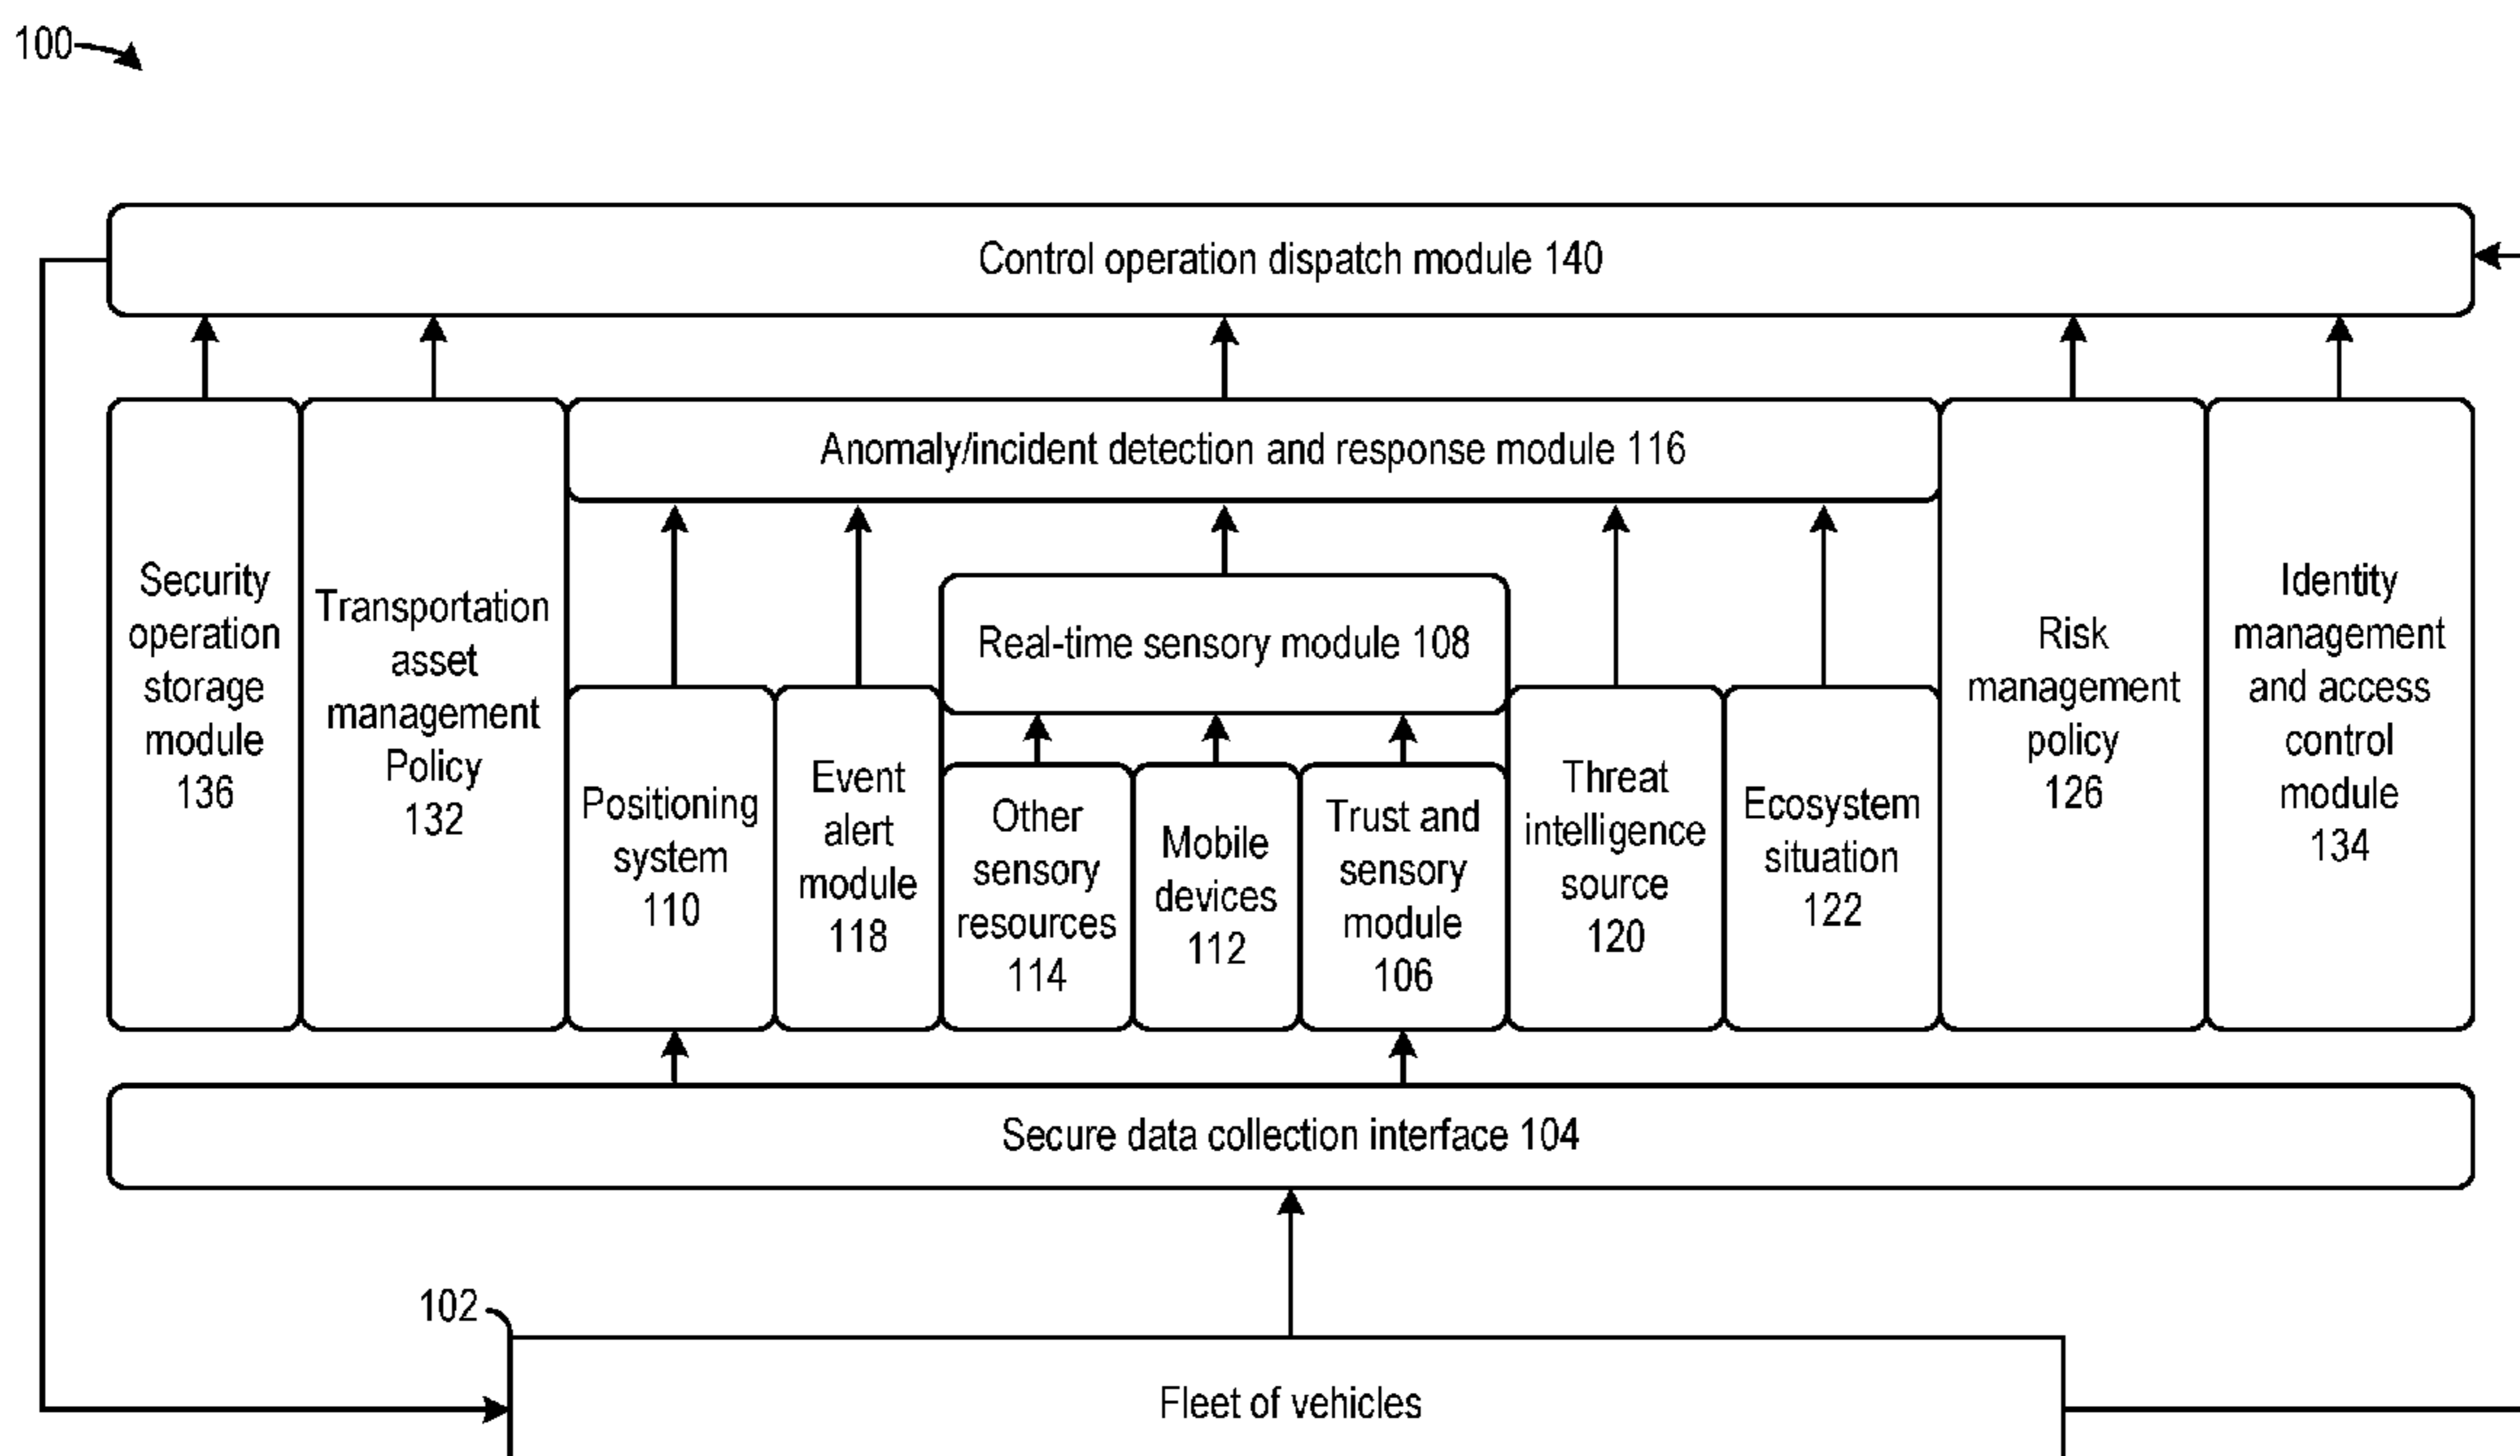 100
Control operation dispatch module 140
Anomaly/incident detection and response module 116
Security
operation
storage
module
136
Transportation
asset
management
Policy
132
Real-time sensory module 108
Positioning
system
110
Event
alert
module
118
Other
sensory
resources
114
Mobile
devices
112
Trust and
sensory
module
106
Threat
intelligence
source
120
Ecosystem
situation
122
Risk
management
policy
126
Identity
management
and access
control
module
134
Secure data collection interface 104
102
Fleet of vehicles